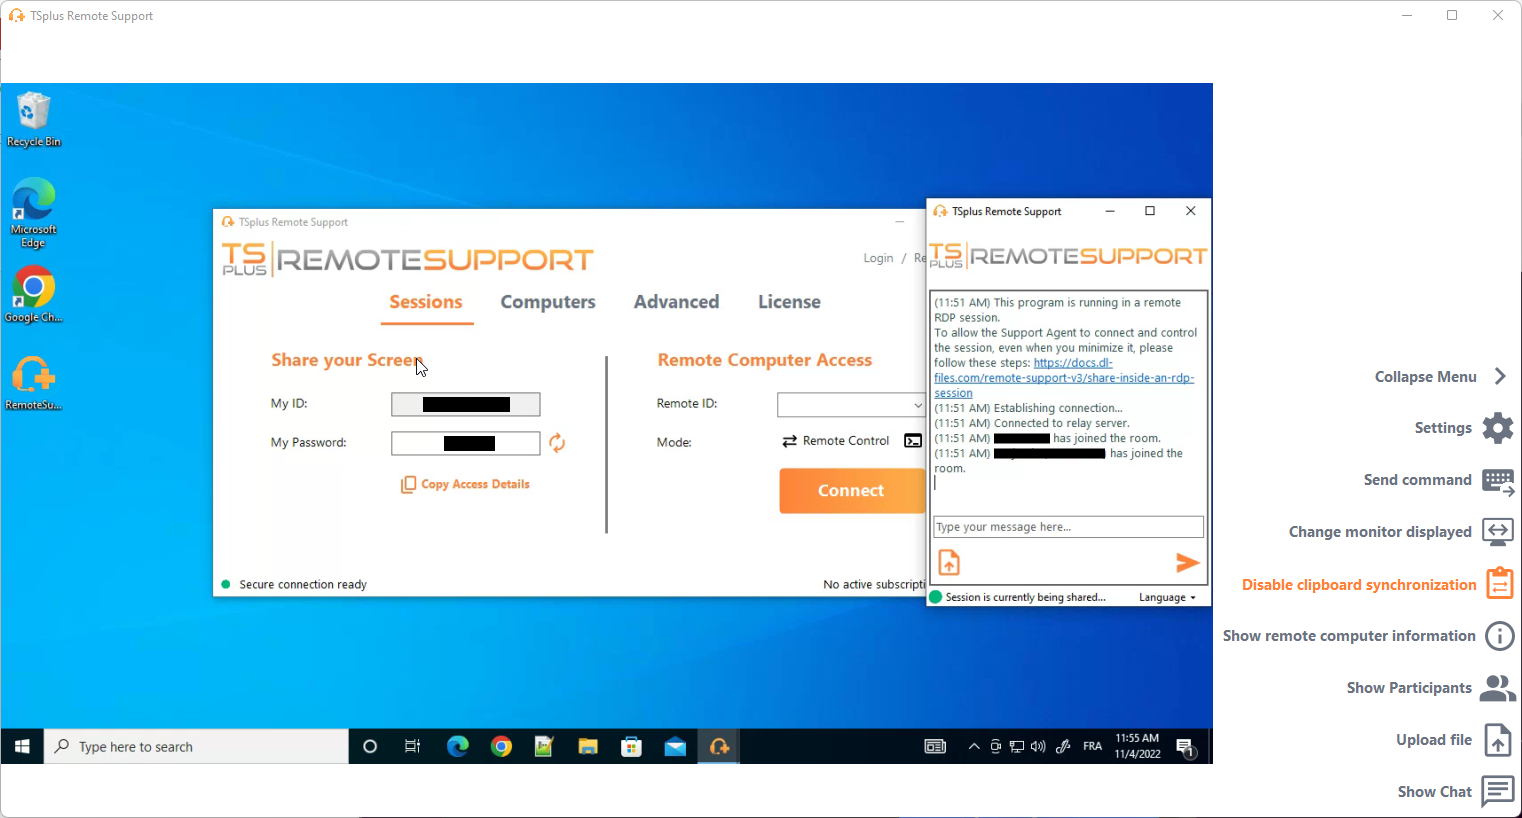 TSplus Remote Support
Recycle Bin
Microsoft
Edge
Google Ch...
RemoteSu...
TSplus Remote Support
TS PLUS REMOTESUPPORT
Login / Re
Sessions Computers Advanced License
Share your Screen
My ID:
My Password:
Copy Access Details
Remote Computer Access
Remote ID:
Mode: Remote Control
Connect
Secure connection ready
No active subscripti
TSplus Remote Support
TS PLUS REMOTESUPPORT
(11:51 AM) This program is running in a remote
RDP session.
To allow the Support Agent to connect and control
the session, even when you minimize it, please
follow these steps: https://docs.dl-
files.com/remote-support-v3/share-inside-an-rdp-
session
(11:51 AM) Establishing connection...
(11:51 AM) Connected to relay server.
(11:51 AM) has joined the room.
(11:51 AM) has joined the
room.
Type your message here...
Session is currently being shared...
Language
Collapse Menu
Settings
Send command
Change monitor displayed
Disable clipboard synchronization
Show remote computer information
Show Participants
Upload file
Show Chat
Type here to search
FRA
11:55 AM
11/4/2022
1